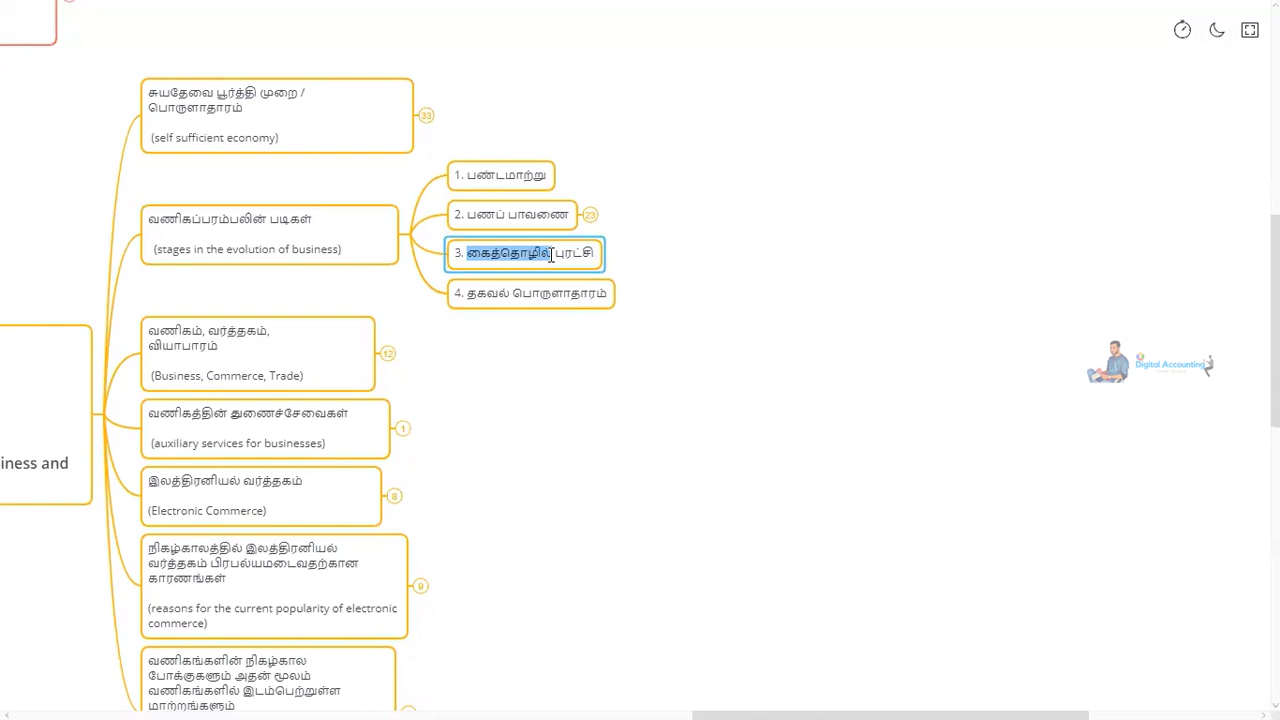 சுயதேவை பூர்த்தி முறை /
பொருளாதாரம்
(self sufficient economy)
33
வணிகப்பரம்பலின் படிகள்
(stages in the evolution of business)
1. பண்டமாற்று
2. பணப் பாவணை
23
3. கைத்தொழில் புரட்சி
4. தகவல் பொருளாதாரம்
வணிகம், வர்த்தகம்,
வியாபாரம்
(Business, Commerce, Trade)
12
வணிகத்தின் துணைச்சேவைகள்
(auxiliary services for businesses)
1
இலத்திரனியல் வர்த்தகம்
(Electronic Commerce)
8
நிகழ்காலத்தில் இலத்திரனியல்
வர்த்தகம் பிரபல்யமடைவதற்கான
காரணங்கள்
(reasons for the current popularity of electronic
commerce)
9
வணிகங்களின் நிகழ்கால
போக்குகளும் அதன் மூலம்
வணிகங்களில் இடம்பெற்றுள்ள
மாற்றங்களும்
iness and
Digital Accounting